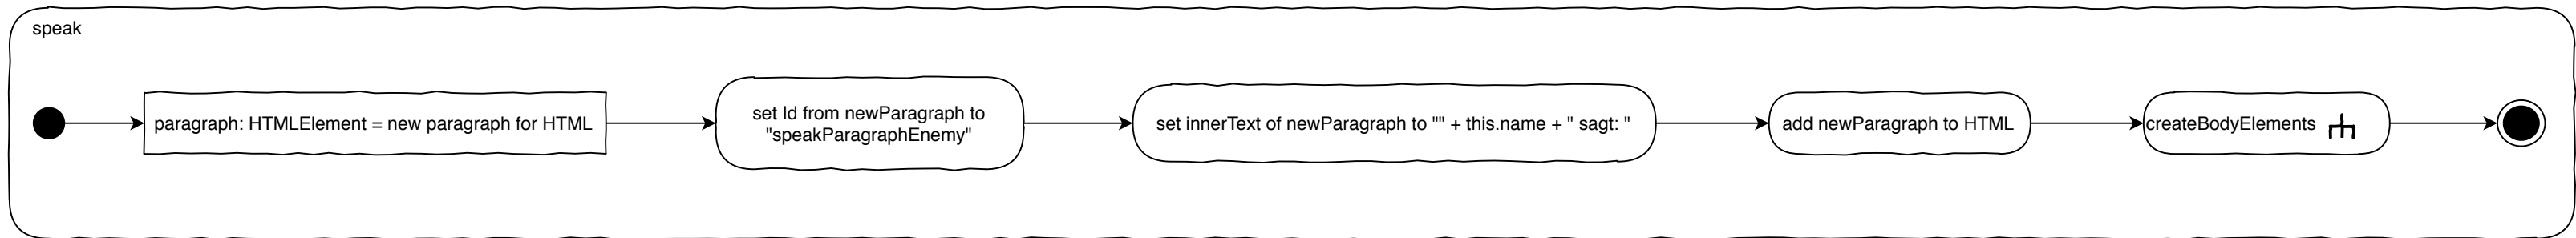 speak
paragraph: HTMLElement = new paragraph for HTML
set Id from newParagraph to
"speakParagraphEnemy"
set innerText of newParagraph to "" + this.name + " sagt: "
add newParagraph to HTML
createBodyElements